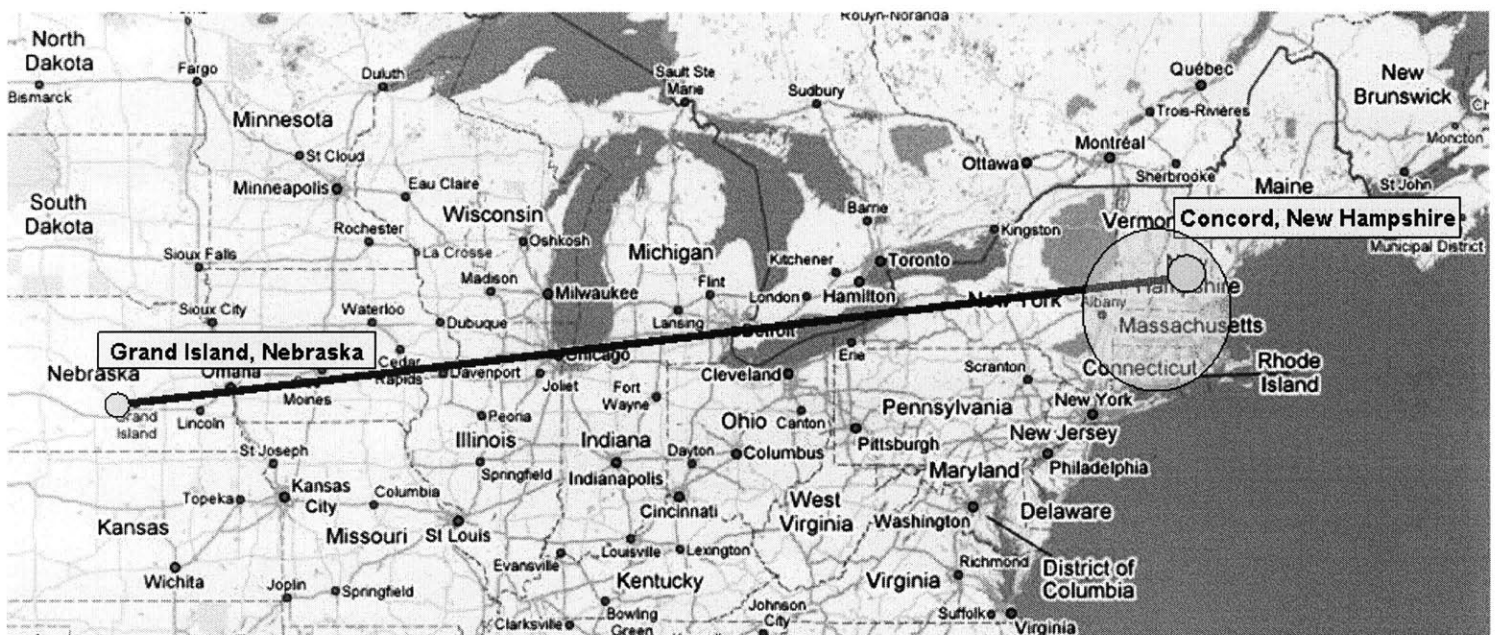 Rouyn-Noranda
North
Dakota
Fargo
Duluth
Sault Ste
Marie
Sudbury
Québec
New
Brunswick
Bismarck
Minnesota
Trois-Rivières
Moncton
St Cloud
Ottawa
Montréal
Sherbrooke
Minneapolis
Eau Claire
Maine
St John
South
Dakota
Wisconsin
Barrie
Vermont
Concord, New Hampshire
Rochester
Oshkosh
Michigan
Kingston
Municipal District
Sioux Falls
La Crosse
Kitchener
Toronto
Madison
Flint
Milwaukee
London
Hamilton
New York
Hampshire
Sioux City
Waterloo
Dubuque
Lansing
Detroit
Albany
Massachusetts
Grand Island, Nebraska
Cedar
Rapids
Chicago
Erie
Nebraska
Omaha
Davenport
Joliet
Fort
Wayne
Cleveland
Scranton
Connecticut
Rhode
Island
Grand
Island
Lincoln
Moines
Peoria
Ohio
Canton
Pennsylvania
New York
Illinois
Indiana
Pittsburgh
New Jersey
St Joseph
Springfield
Indianapolis
Dayton
Columbus
Maryland
Philadelphia
Topeka
Kansas
City
Columbia
Cincinnati
West
Virginia
Washington
Delaware
Kansas
Missouri
St Louis
Louisville
Lexington
Wichita
Evansville
Richmond
District of
Columbia
Joplin
Springfield
Kentucky
Virginia
Bowling
Green
Johnson
City
Suffolk
Clarksville
Virginia